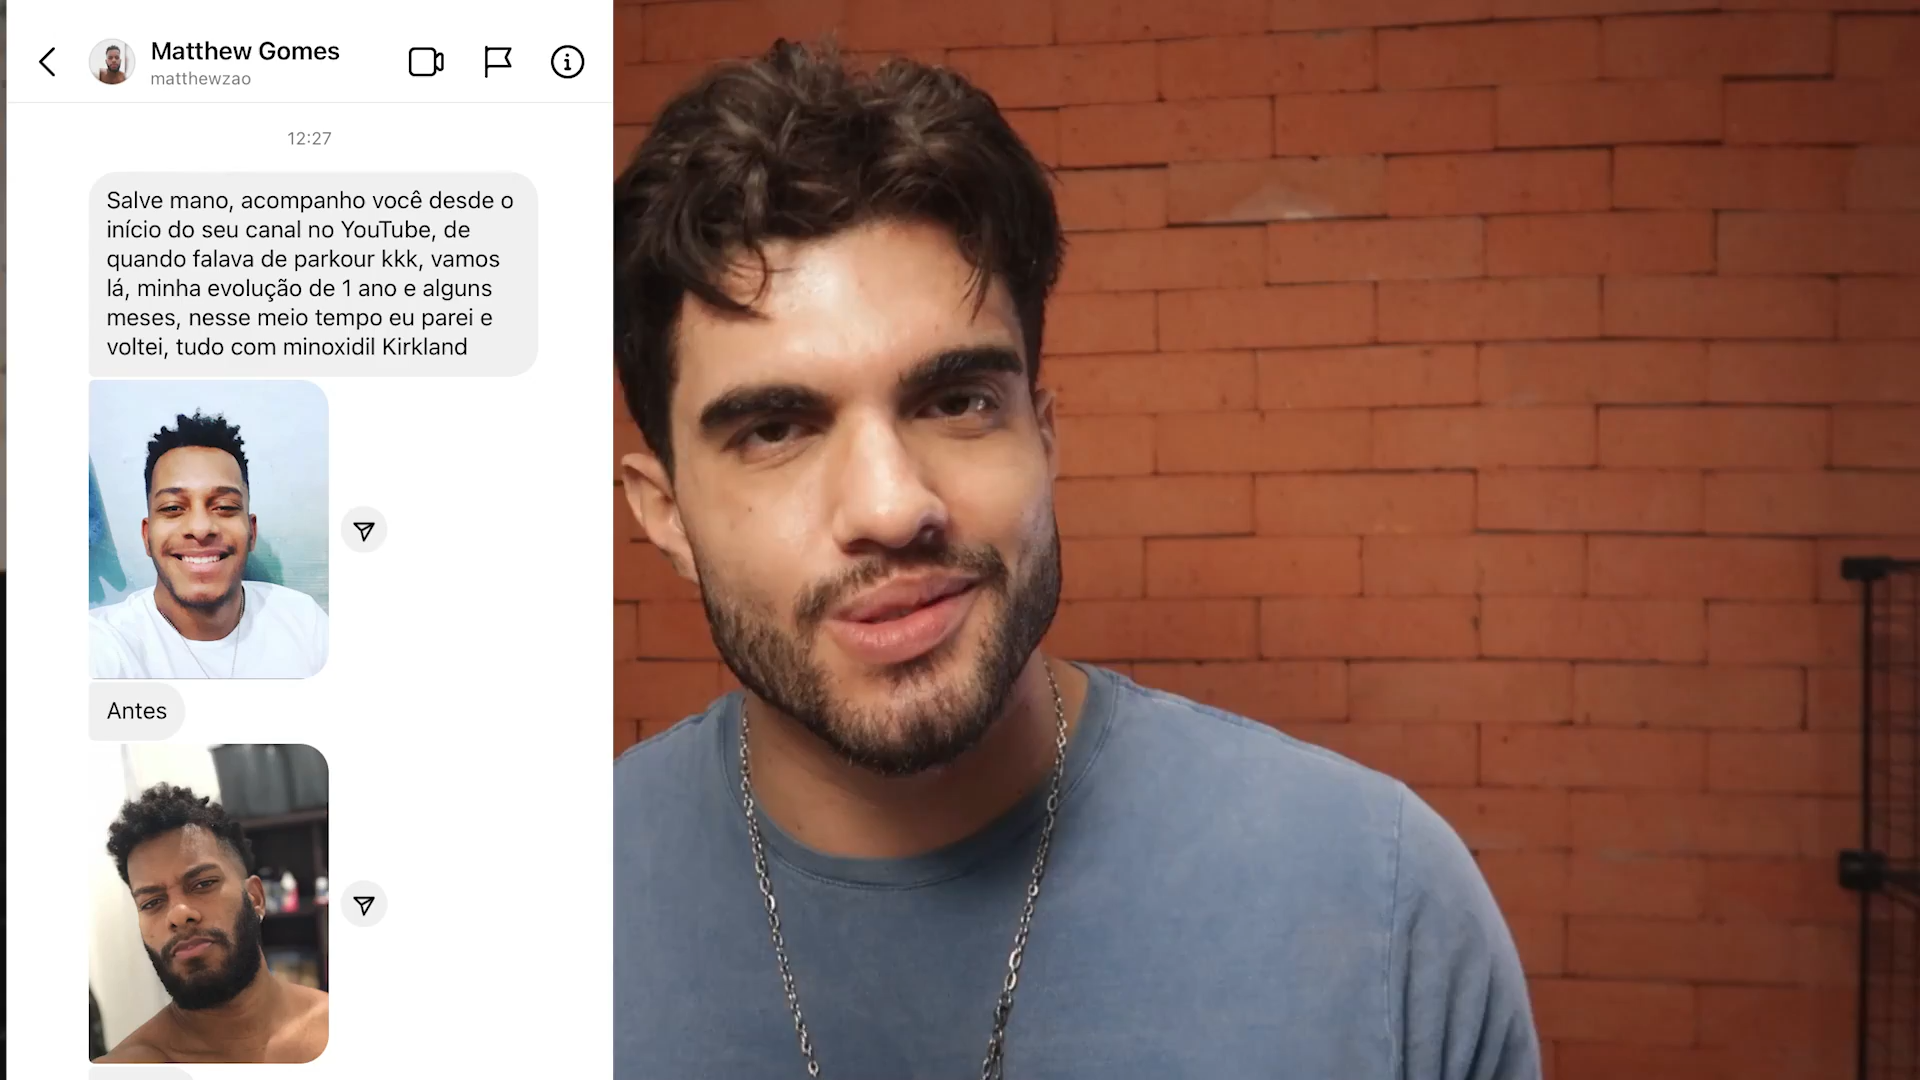 Matthew Gomes
matthewzao
12:27
Salve mano, acompanho você desde o
início do seu canal no YouTube, de
quando falava de parkour kkk, vamos
lá, minha evolução de 1 ano e alguns
meses, nesse meio tempo eu parei e
voltei, tudo com minoxidil Kirkland
Antes